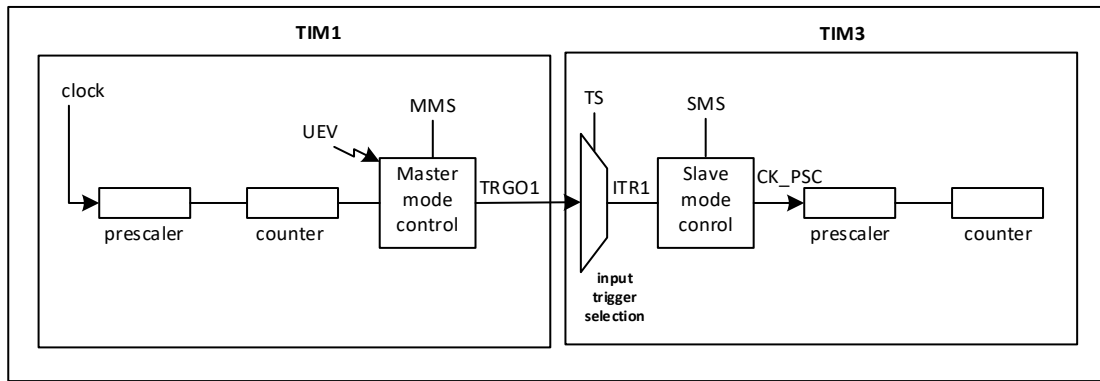 TIM1
TIM3
clock
MMS
UEV
TS
SMS
Master
mode
control
TRGO1
ITR1
Slave
mode
conrol
CK_PSC
prescaler
counter
prescaler
counter
input
trigger
selection